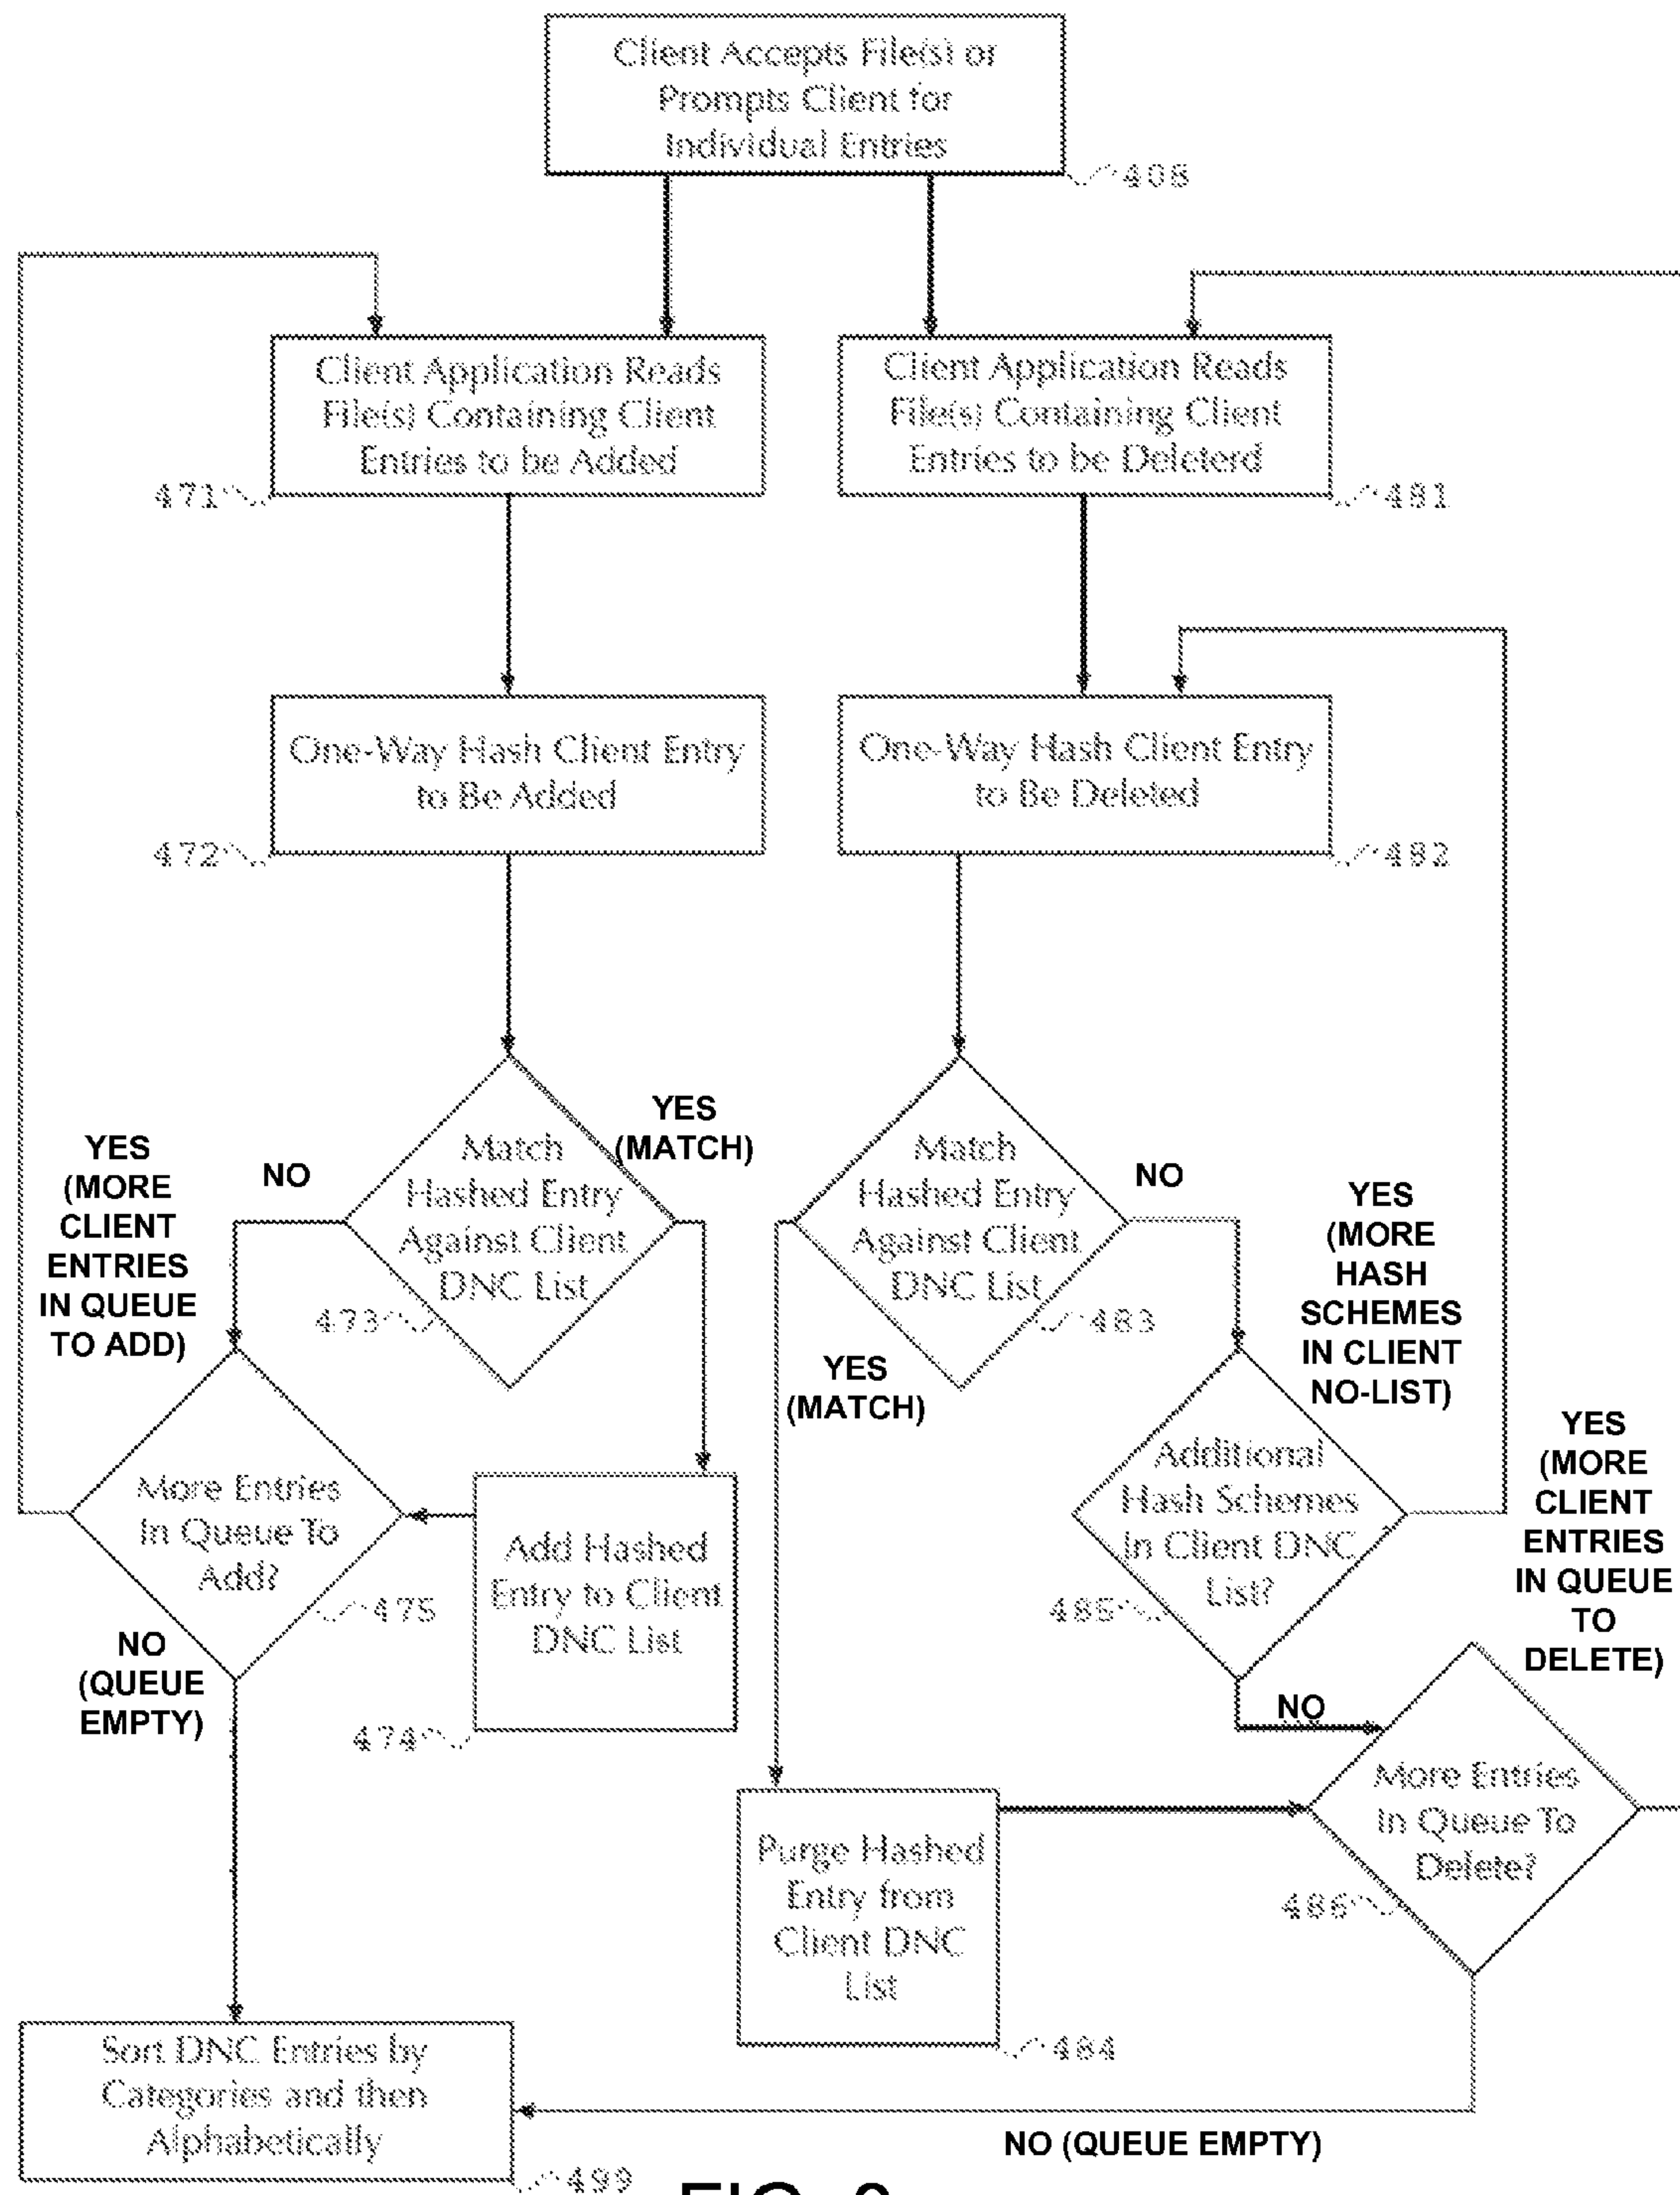 Client Accepts File(s) or
Prompts Client for
Individual Entries
408
Client Application Reads
File(s) Containing Client
Entries to be Added
471
Client Application Reads
File(s) Containing Client
Entries to be Deleterd
481
One-Way Hash Client Entry
to Be Added
472
One-Way Hash Client Entry
to Be Deleted
482
YES
(MORE
CLIENT
ENTRIES
IN QUEUE
TO ADD)
NO
Match
Hashed Entry
Against Client
DNC List
473
YES
(MATCH)
Match
Hashed Entry
Against Client
DNC List
483
YES
(MATCH)
NO
YES
(MORE
HASH
SCHEMES
IN CLIENT
NO-LIST)
More Entries
In Queue To
Add?
475
NO
(QUEUE
EMPTY)
Add Hashed
Entry to Client
DNC List
474
Additional
Hash Schemes
In Client DNC
List?
485
NO
YES
(MORE
CLIENT
ENTRIES
IN QUEUE
TO
DELETE)
Purge Hashed
Entry from
Client DNC
List
484
More Entries
In Queue To
Delete?
486
Sort DNC Entries by
Categories and then
Alphabetically
499
NO (QUEUE EMPTY)
FIG.